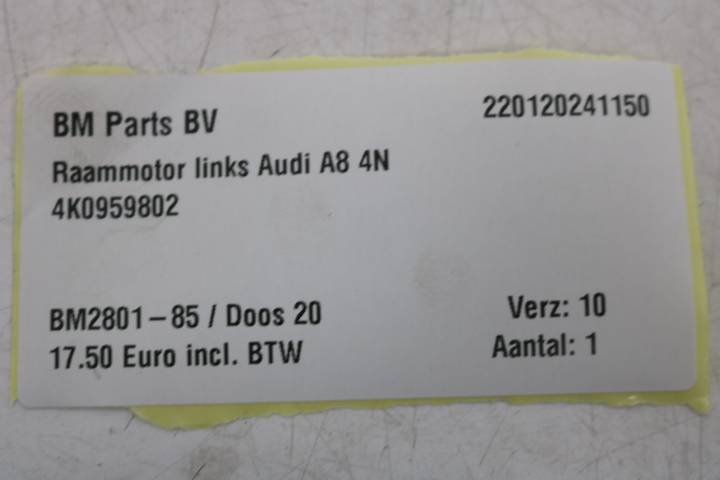 BM Parts BV 220120241150
Raammotor links Audi A8 4N
4K0959802
BM2801-85 / Doos 20 Verz: 10
17.50 Euro incl. BTW Aantal: 1